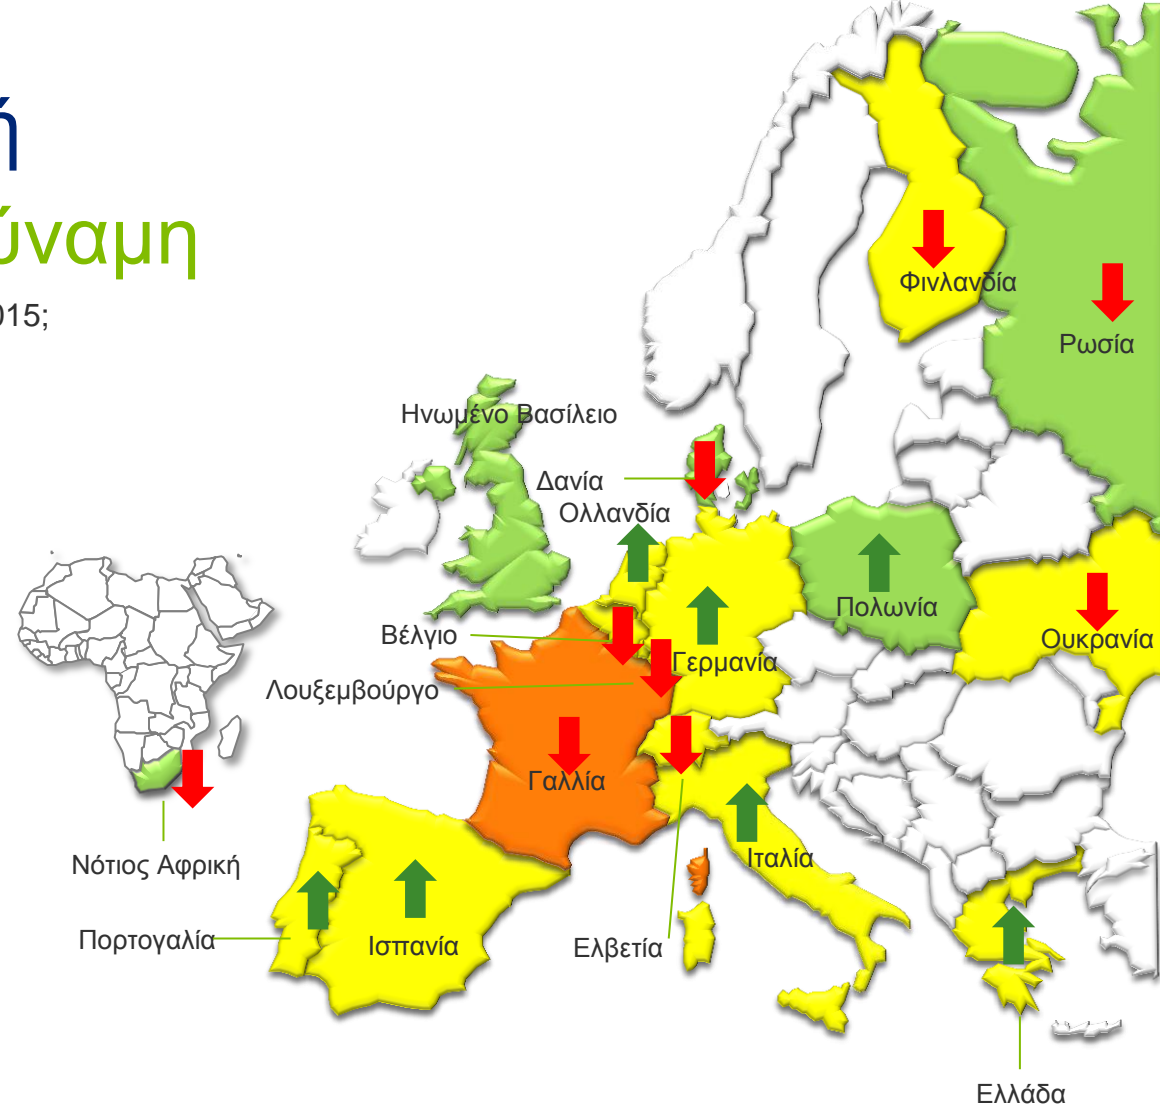 ή
ύναμη
015;
Φινλανδία
Ρωσία
Ηνωμένο Βασίλειο
Δανία
Ολλανδία
Πολωνία
Βέλγιο
Ουκρανία
Γερμανία
Λουξεμβούργο
Γαλλία
Ιταλία
Νότιος Αφρική
Πορτογαλία
Ισπανία
Ελβετία
Ελλάδα